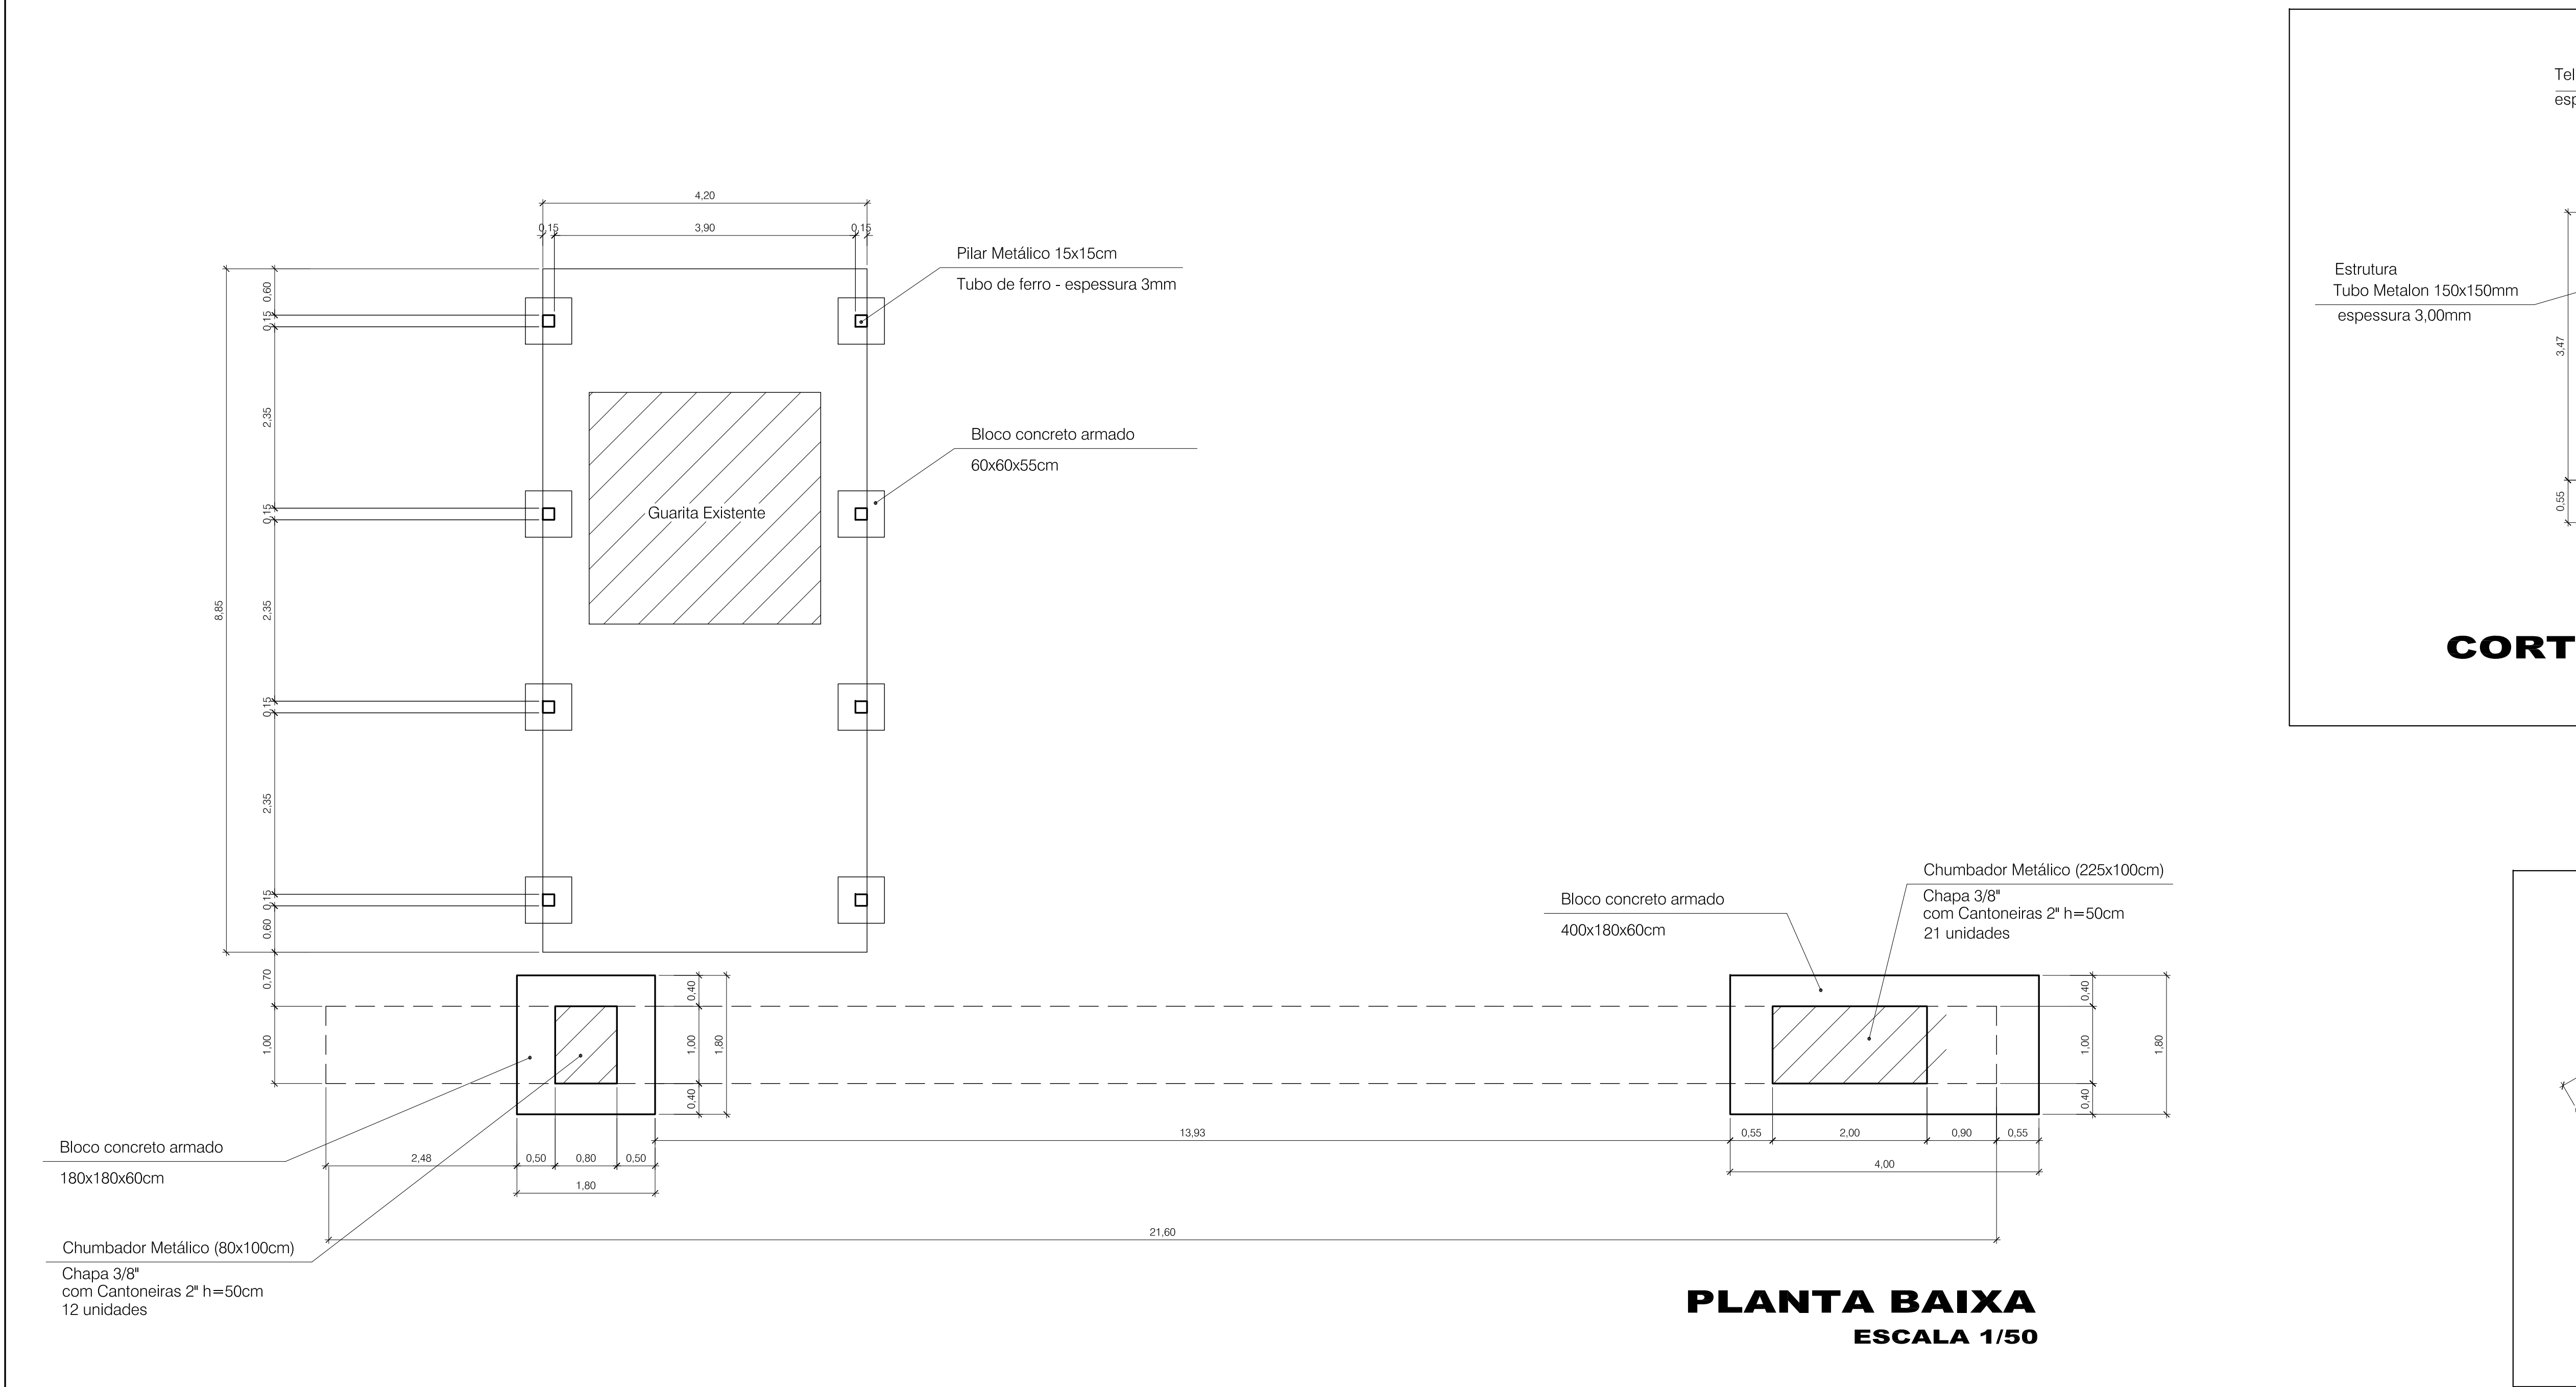 4,20
0,15
3,90
0,15
Pilar Metálico 15x15cm
Tubo de ferro - espessura 3mm
Bloco concreto armado
60x60x55cm
Guarita Existente
8,85
0,60
0,15
2,35
0,15
2,35
0,15
2,35
0,15
0,60
0,70
1,00
0,40
1,00
0,40
1,80
Bloco concreto armado
400x180x60cm
Chumbador Metálico (225x100cm)
Chapa 3/8"
com Cantoneiras 2" h=50cm
21 unidades
0,40
1,00
0,40
1,80
13,93
0,55
2,00
0,90
0,55
4,00
2,48
0,50
0,80
0,50
1,80
21,60
Bloco concreto armado
180x180x60cm
Chumbador Metálico (80x100cm)
Chapa 3/8"
com Cantoneiras 2" h=50cm
12 unidades
PLANTA BAIXA
ESCALA 1/50
Tel
esp
Estrutura
Tubo Metalon 150x150mm
espessura 3,00mm
3,47
0,55
CORT